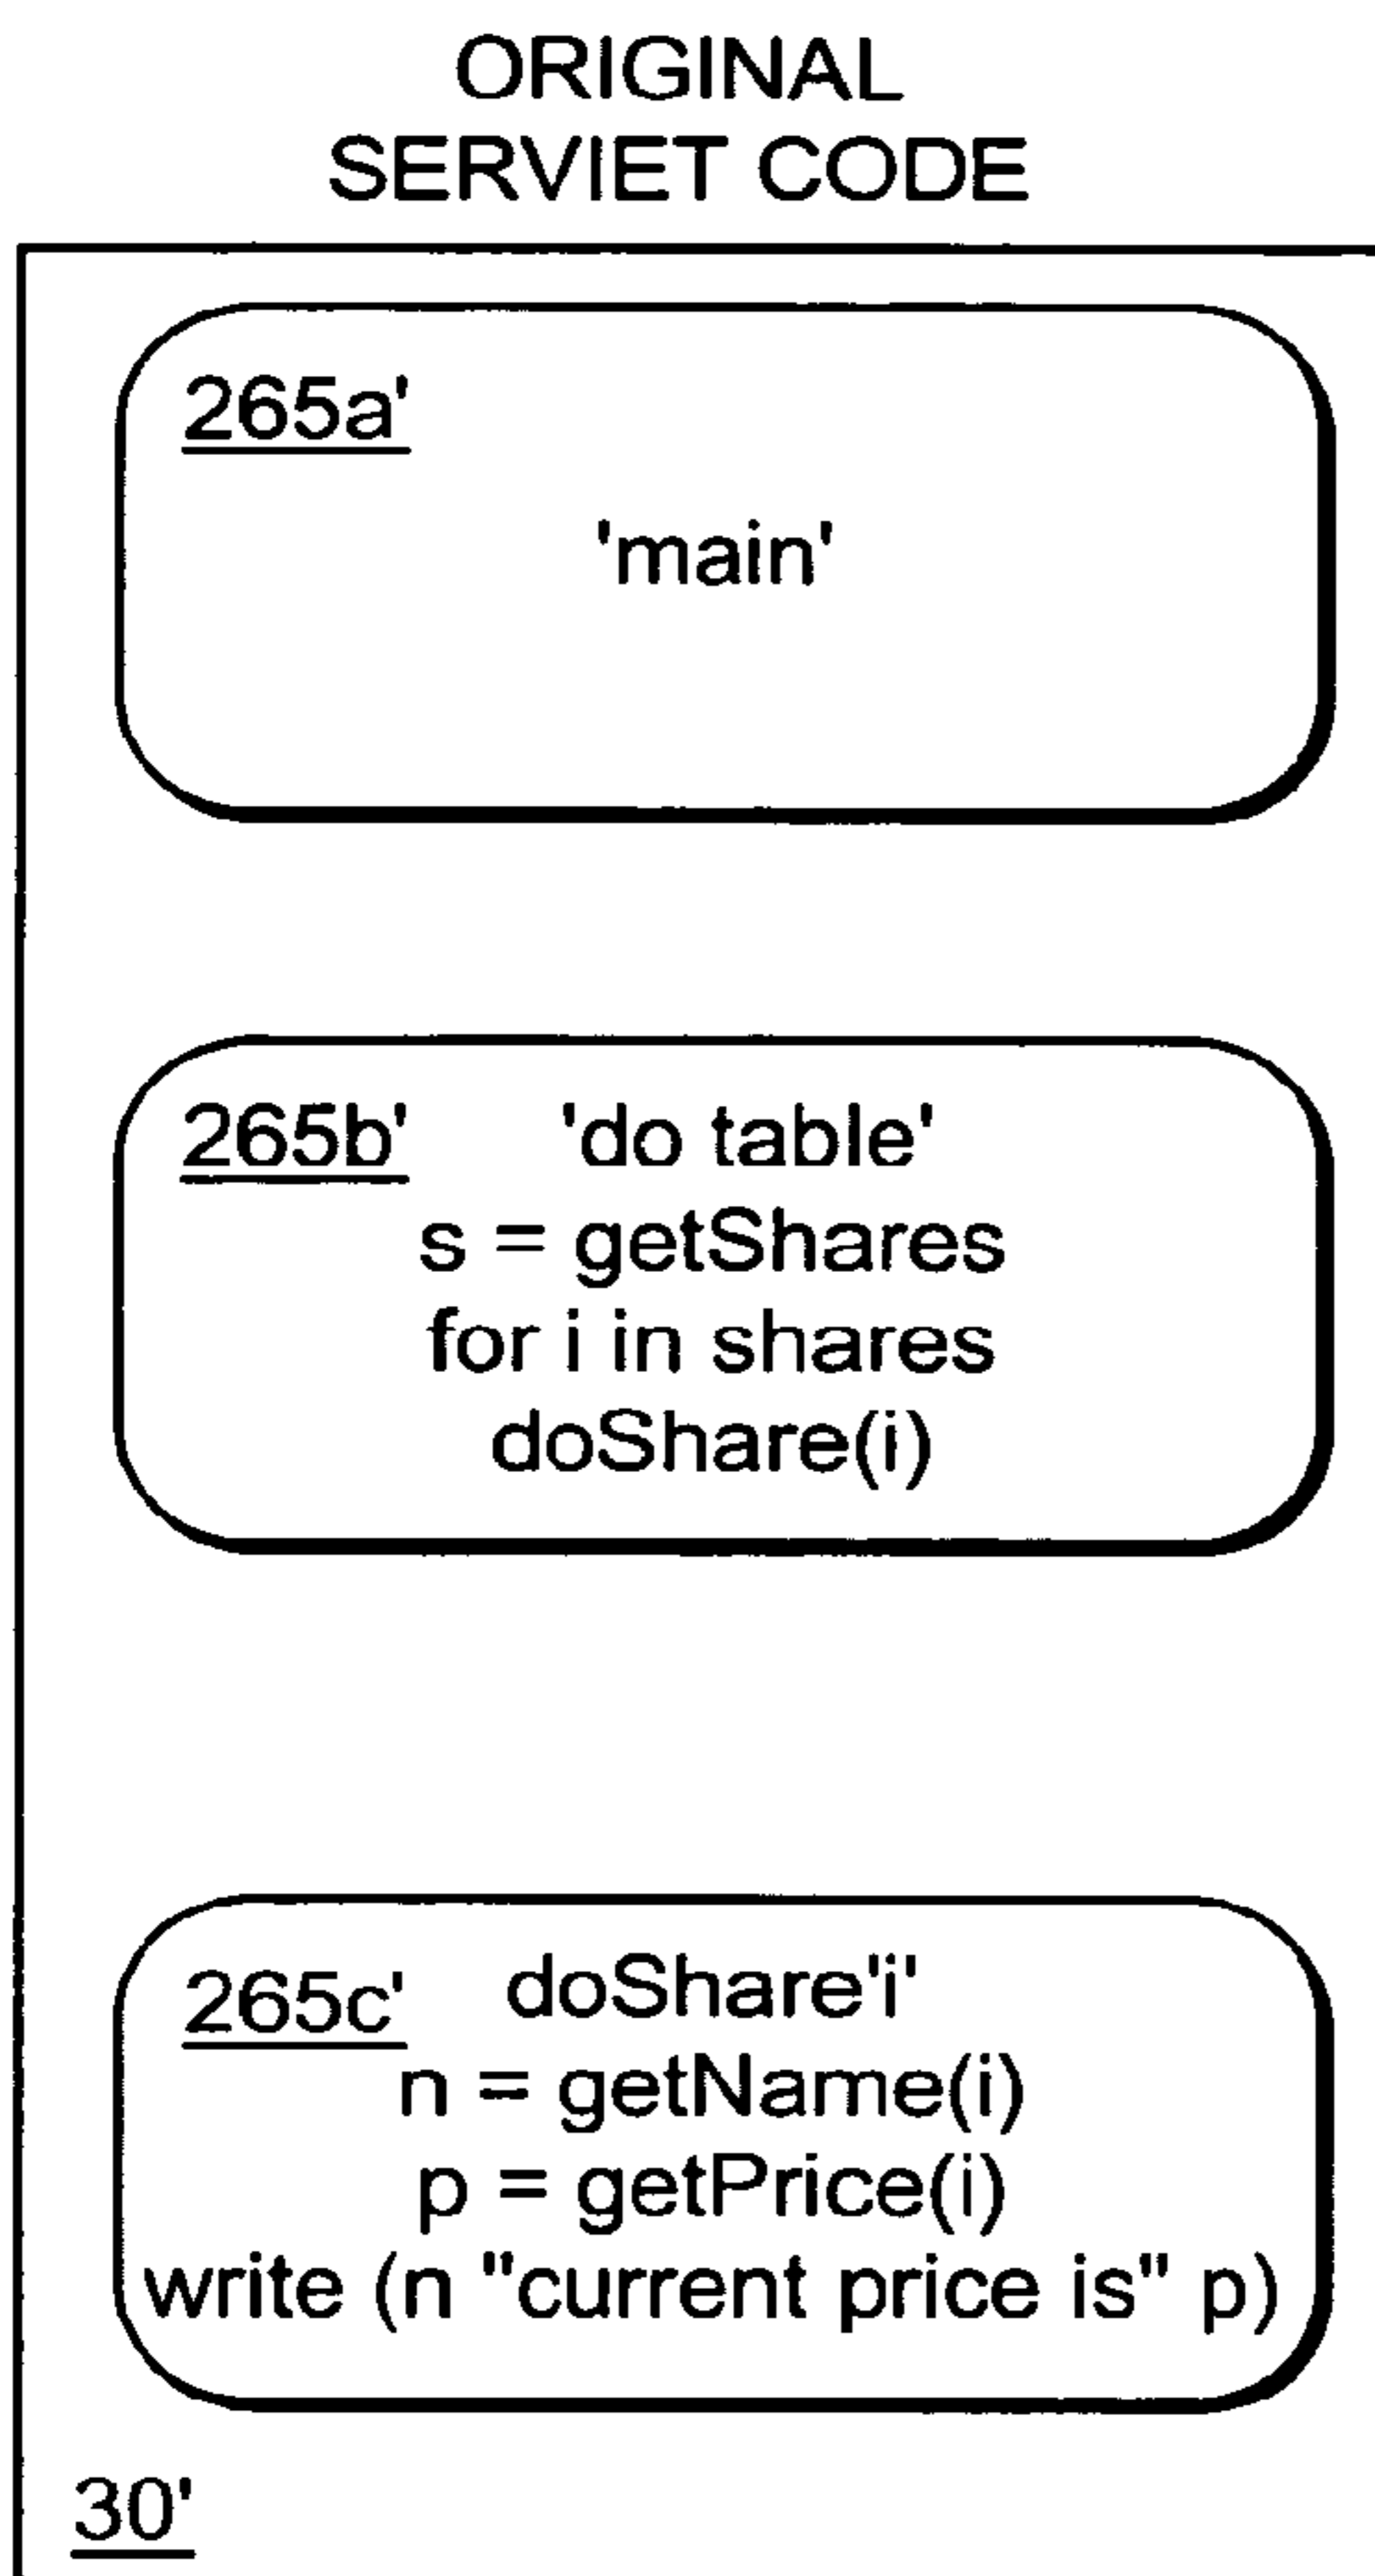 ORIGINAL
SERVIET CODE
265a'
'main'
265b' 'do table'
s = getShares
for i in shares
doShare(i)
265c' doShare'i'
n = getName(i)
p = getPrice(i)
write (n "current price is" p)
30'